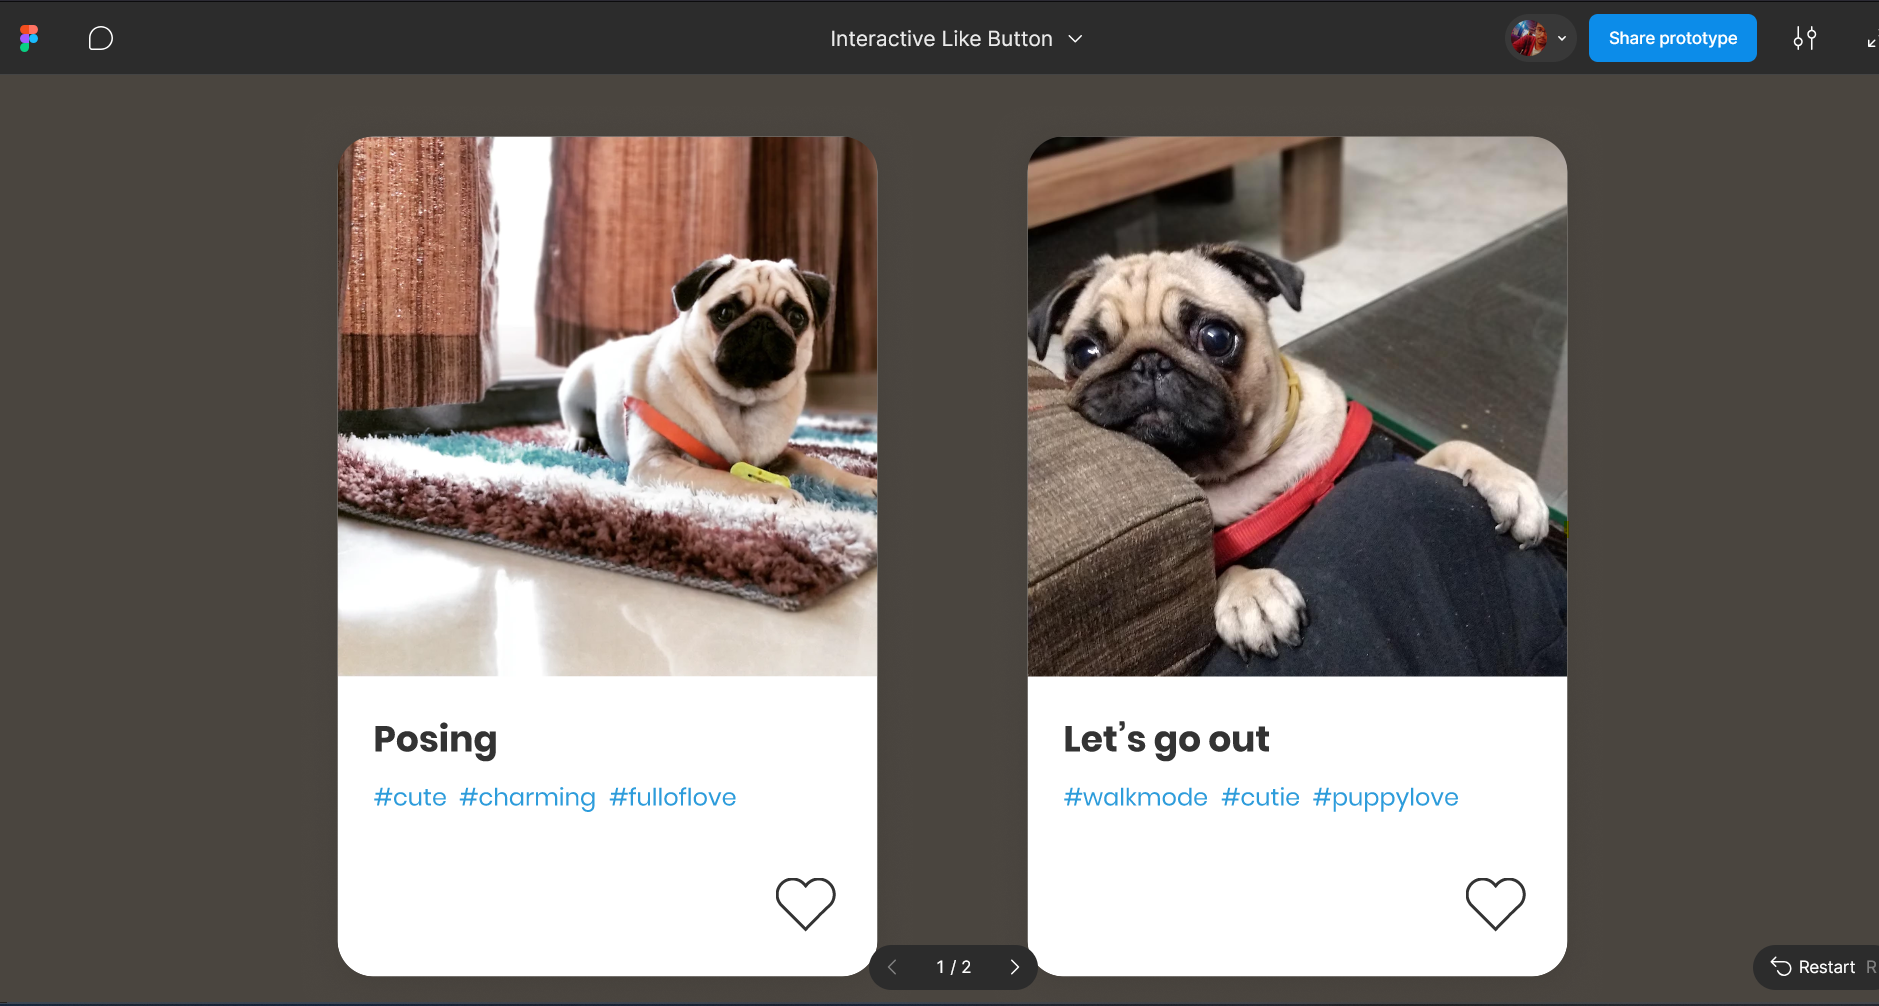 Interactive Like Button
Share prototype
Posing
#cute #charming #fulloflove
Let’s go out
#walkmode #cutie #puppylove
1 / 2
Restart R